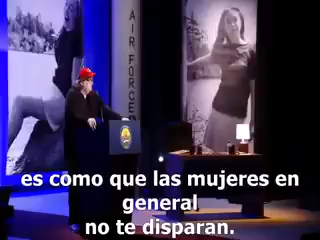 AIR FORCE
es como que las mujeres en
general
no te disparan.